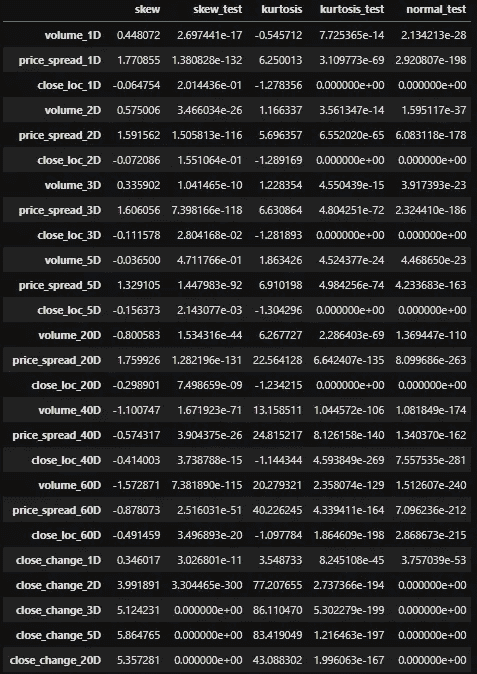 skew skew_test kurtosis kurtosis_test normal_test
volume_1D 0.448072 2.697441e-17 -0.545712 7.725365e-14 2.134213e-28
price_spread_1D 1.770855 1.380828e-132 6.250013 3.109773e-69 2.920807e-198
close_loc_1D -0.064754 2.014436e-01 -1.278356 0.000000e+00 0.000000e+00
volume_2D 0.575006 3.466034e-26 1.166337 3.561347e-14 1.595117e-37
price_spread_2D 1.591562 1.505813e-116 5.696357 6.552020e-65 6.083118e-178
close_loc_2D -0.072086 1.551064e-01 -1.289169 0.000000e+00 0.000000e+00
volume_3D 0.335902 1.041465e-10 1.228354 4.550439e-15 3.917393e-23
price_spread_3D 1.606056 7.398166e-118 6.630864 4.804251e-72 2.324410e-186
close_loc_3D -0.111578 2.804168e-02 -1.281893 0.000000e+00 0.000000e+00
volume_5D -0.036500 4.711766e-01 1.863426 4.524377e-24 4.468650e-23
price_spread_5D 1.329105 1.447983e-92 6.910198 4.984256e-74 4.233683e-163
close_loc_5D -0.156373 2.143077e-03 -1.304296 0.000000e+00 0.000000e+00
volume_20D -0.800583 1.534316e-44 6.267727 2.286403e-69 1.369447e-110
price_spread_20D 1.759926 1.282196e-131 22.564128 6.642407e-135 8.099686e-263
close_loc_20D -0.298901 7.498659e-09 -1.234215 0.000000e+00 0.000000e+00
volume_40D -1.100747 1.671923e-71 13.158511 1.044572e-106 1.081849e-174
price_spread_40D -0.574317 3.904375e-26 24.815217 8.126158e-140 1.340370e-162
close_loc_40D -0.414003 3.738788e-15 -1.144344 4.593849e-269 7.557535e-281
volume_60D -1.572871 7.381890e-115 20.279321 2.358074e-129 1.512607e-240
price_spread_60D -0.878073 2.516031e-51 40.226245 4.339411e-164 7.096236e-212
close_loc_60D -0.491459 3.496893e-20 -1.097784 1.864609e-198 2.868673e-215
close_change_1D 0.346017 3.026801e-11 3.548733 8.245108e-45 3.757039e-53
close_change_2D 3.991891 3.304465e-300 77.207655 2.737366e-194 0.000000e+00
close_change_3D 5.124231 0.000000e+00 86.110470 5.302279e-199 0.000000e+00
close_change_5D 5.864765 0.000000e+00 83.419049 1.216463e-197 0.000000e+00
close_change_20D 5.357281 0.000000e+00 43.088302 1.996063e-167 0.000000e+00